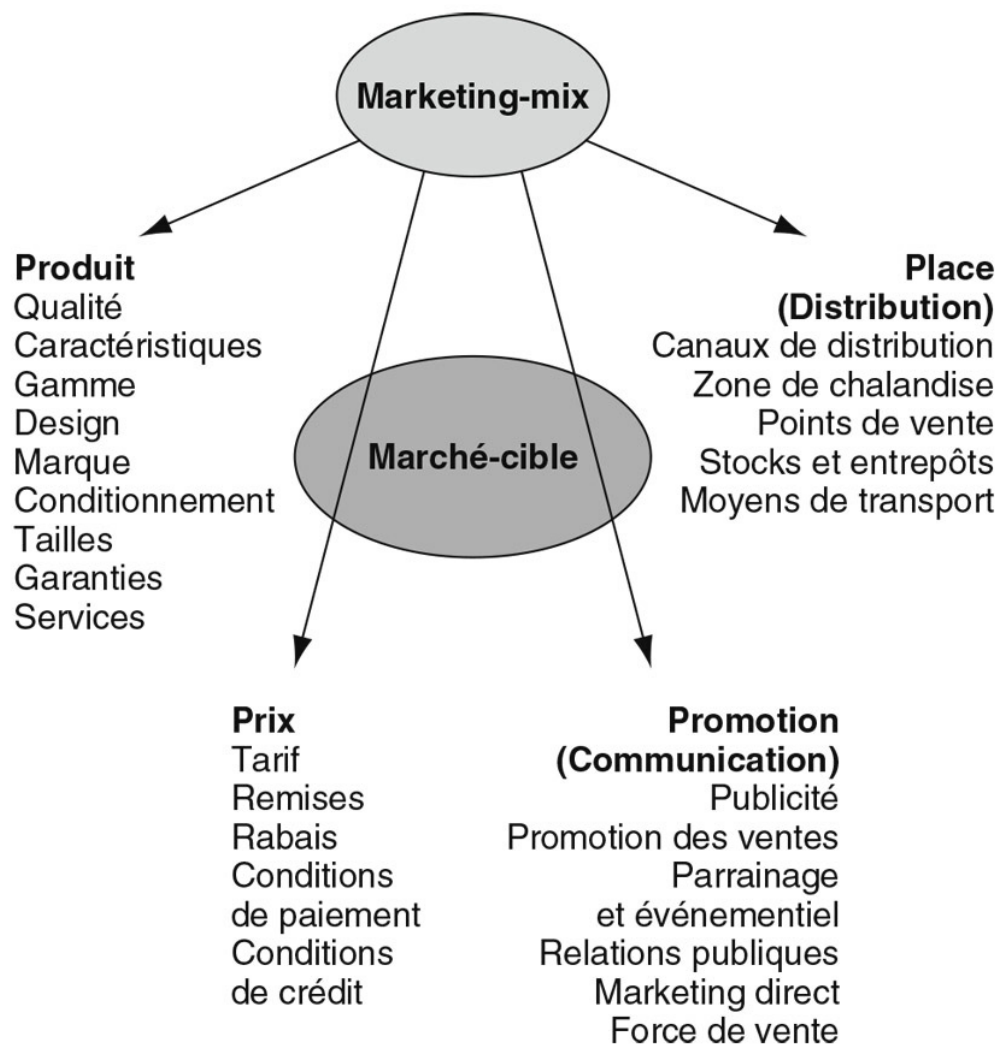 Marketing-mix
Produit
Qualité
Caractéristiques
Gamme
Design
Marque
Conditionnement
Tailles
Garanties
Services
Place
(Distribution)
Canaux de distribution
Zone de chalandise
Points de vente
Stocks et entrepôts
Moyens de transport
Marché-cible
Prix
Tarif
Remises
Rabais
Conditions
de paiement
Conditions
de crédit
Promotion
(Communication)
Publicité
Promotion des ventes
Parrainage
et événementiel
Relations publiques
Marketing direct
Force de vente